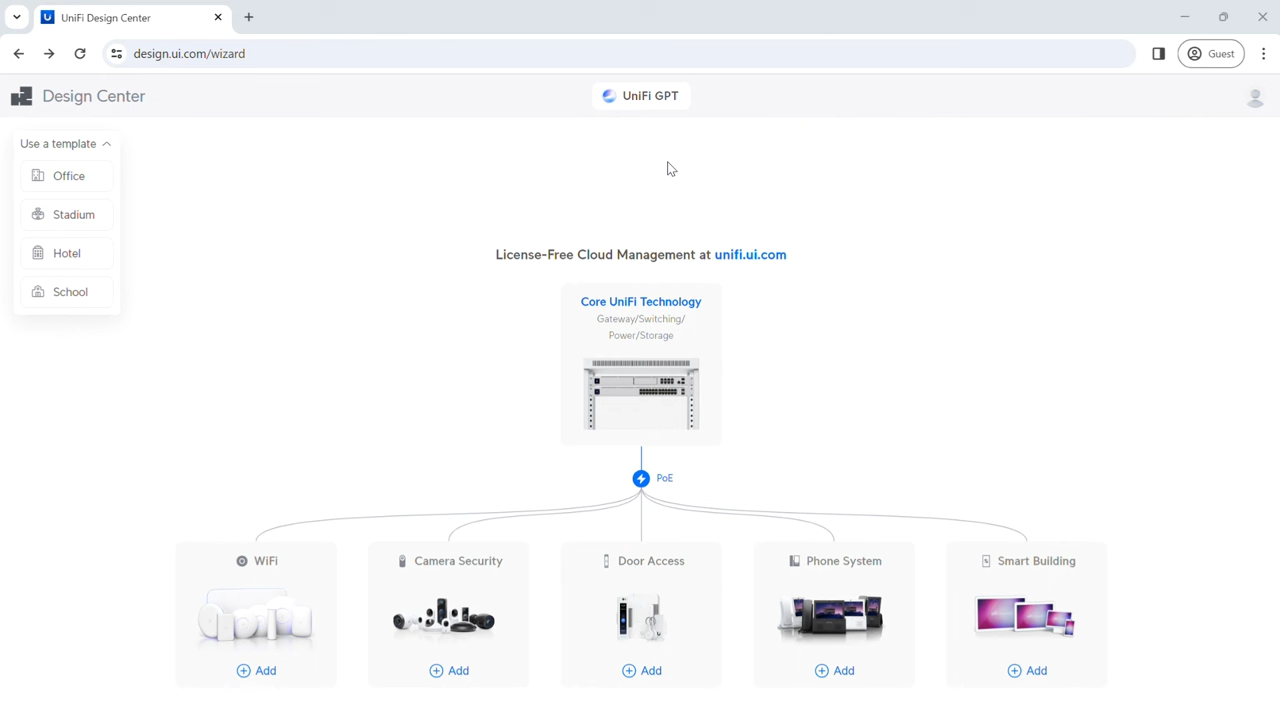 UniFi Design Center
design.ui.com/wizard
Guest
Design Center
UniFi GPT
Use a template
Office
Stadium
Hotel
School
License-Free Cloud Management at unifi.ui.com
Core UniFi Technology
Gateway/Switching/
Power/Storage
PoE
WiFi
Camera Security
Door Access
Phone System
Smart Building
Add
Add
Add
Add
Add